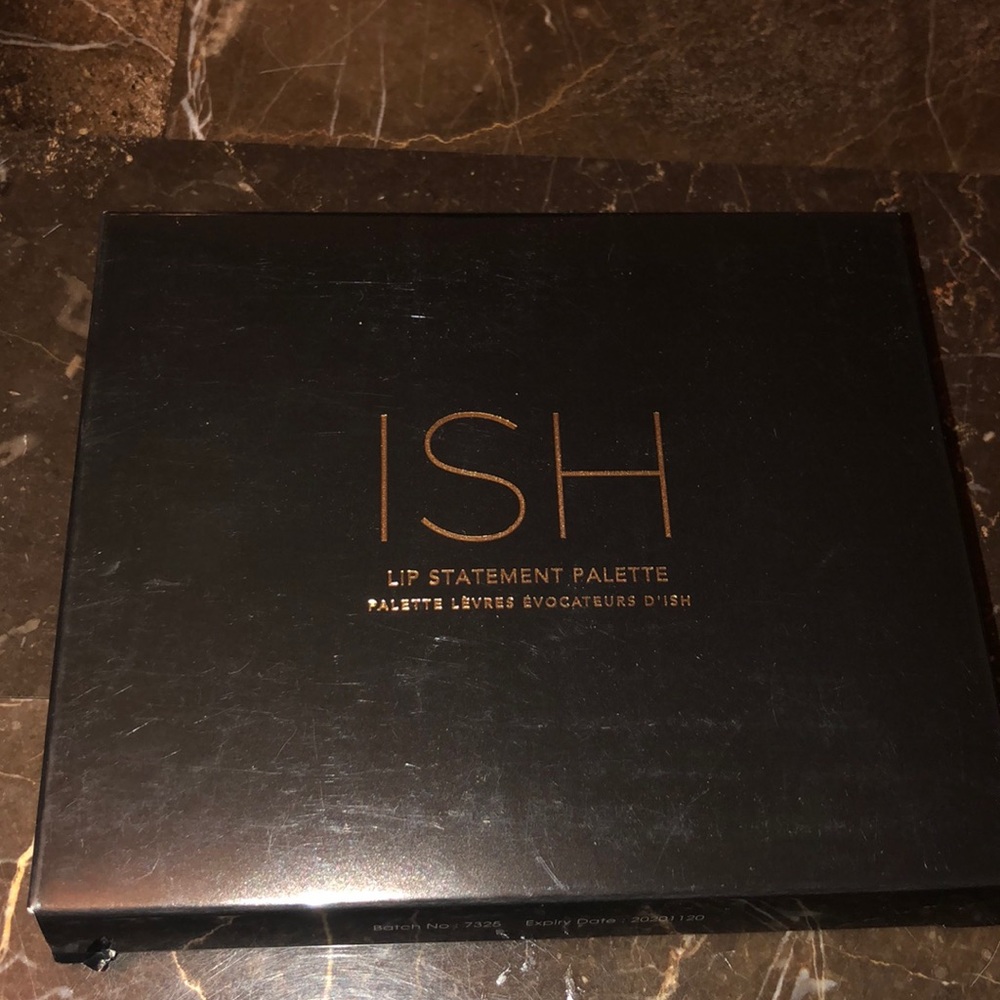 ISH
LIP STATEMENT PALETTE
PALETTE LÈVRES ÉVOCATEURS D'ISH
Batch No.: 7325 Expiry Date : 20201120